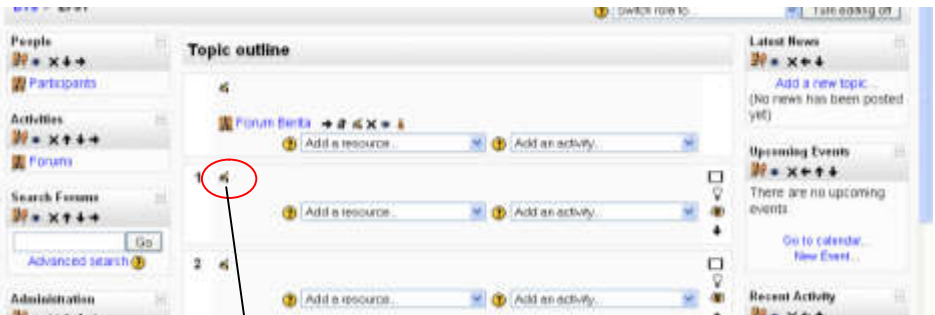 Switch role to...
Turn editing off
People
Participants
Activities
Forums
Search Forums
Go
Advanced search
Administration
Topic outline
Forum Berita
Add a resource...
Add an activity...
1
Add a resource...
Add an activity...
2
Add a resource...
Add an activity...
Latest News
Add a new topic...
(No news has been posted
yet)
Upcoming Events
There are no upcoming
events
Go to calendar...
New Event...
Recent Activity